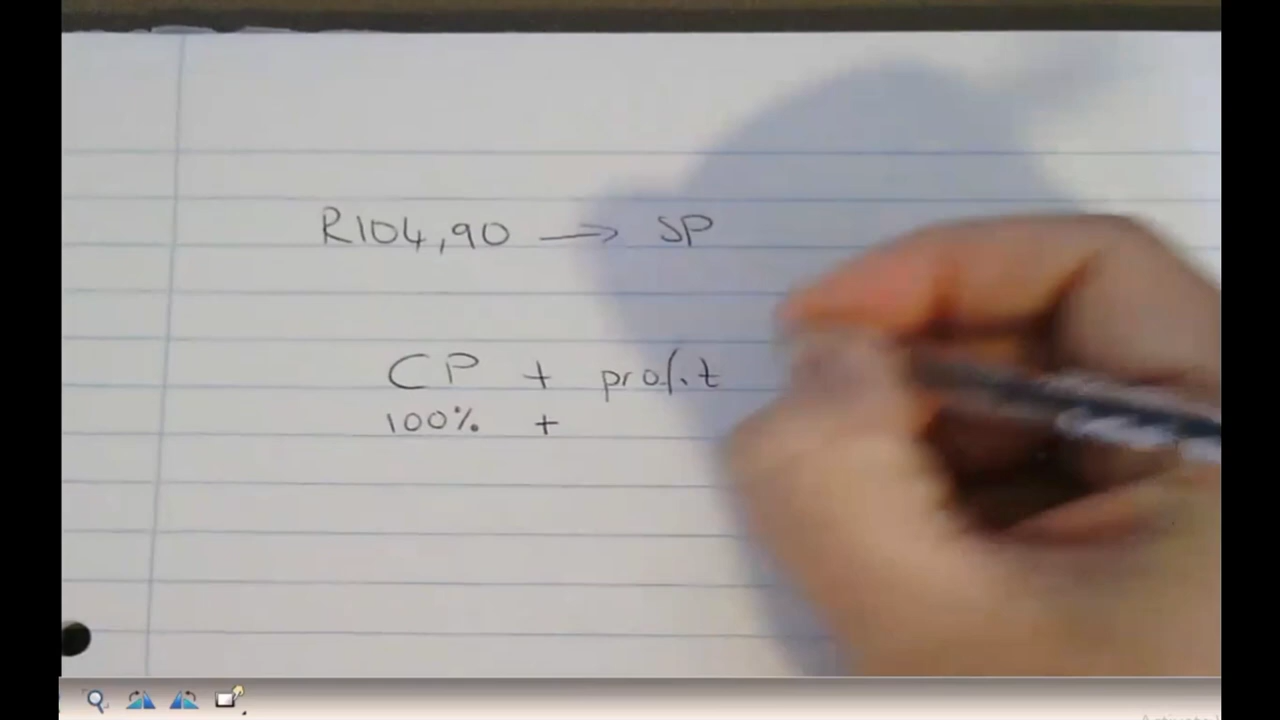 R104,90 → SP
CP + profit
100% +